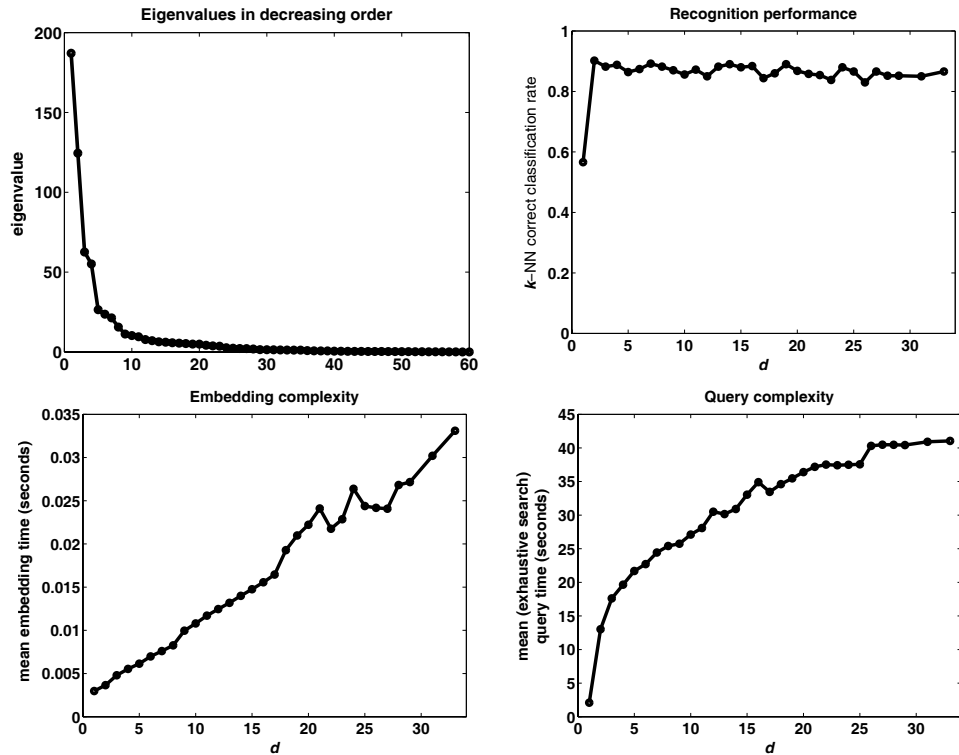 Eigenvalues in decreasing order
200
150
100
50
0
0 10 20 30 40 50 60
eigenvalue
Recognition performance
1
0.8
0.6
0.4
0.2
0
0 5 10 15 20 25 30
k–NN correct classification rate
d
Embedding complexity
0.035
0.03
0.025
0.02
0.015
0.01
0.005
0
0 5 10 15 20 25 30
mean embedding time (seconds)
d
Query complexity
45
40
35
30
25
20
15
10
5
0
0 5 10 15 20 25 30
mean (exhaustive search)
query time (seconds)
d